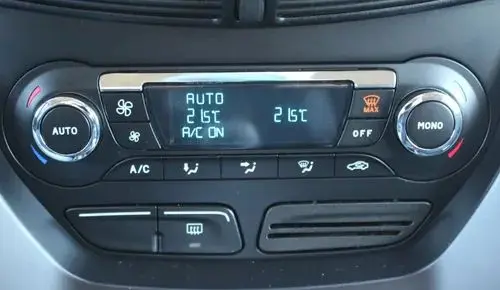 AUTO
21.5°C 21.5°C
A/C ON
MAX
AUTO
OFF
MONO
A/C